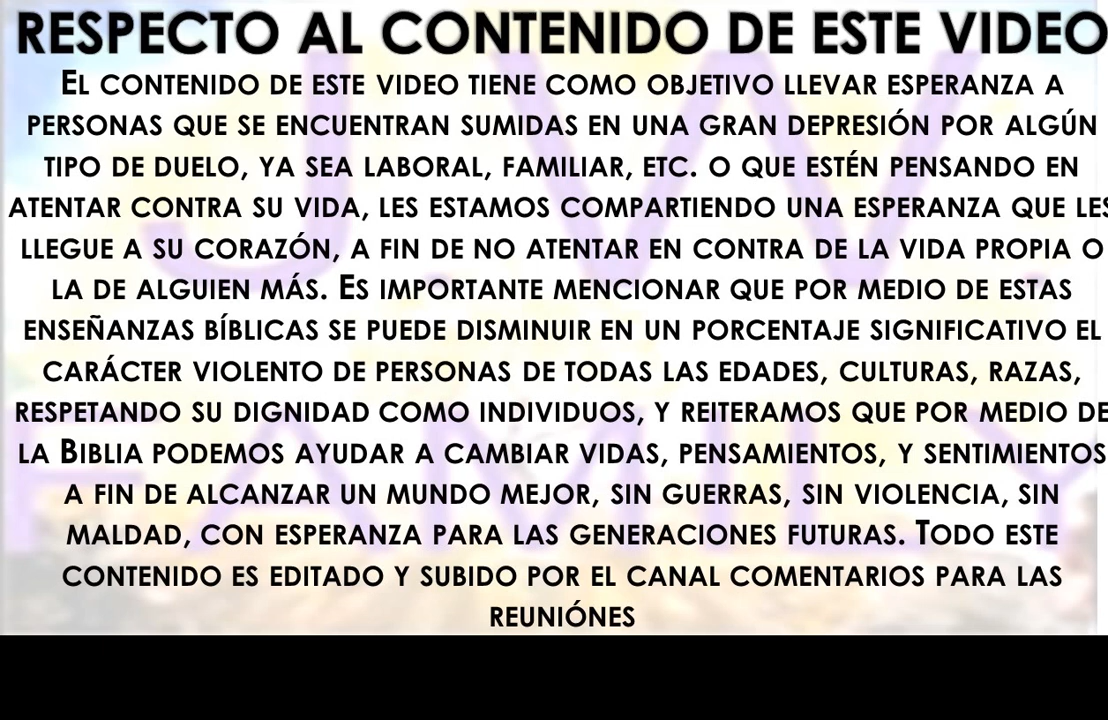 RESPECTO AL CONTENIDO DE ESTE VIDEO
EL CONTENIDO DE ESTE VIDEO TIENE COMO OBJETIVO LLEVAR ESPERANZA A
PERSONAS QUE SE ENCUENTRAN SUMIDAS EN UNA GRAN DEPRESIÓN POR ALGÚN
TIPO DE DUELO, YA SEA LABORAL, FAMILIAR, ETC. O QUE ESTÉN PENSANDO EN
ATENTAR CONTRA SU VIDA, LES ESTAMOS COMPARTIENDO UNA ESPERANZA QUE LES
LLEGUE A SU CORAZÓN, A FIN DE NO ATENTAR EN CONTRA DE LA VIDA PROPIA O
LA DE ALGUIEN MÁS. ES IMPORTANTE MENCIONAR QUE POR MEDIO DE ESTAS
ENSEÑANZAS BÍBLICAS SE PUEDE DISMINUIR EN UN PORCENTAJE SIGNIFICATIVO EL
CARÁCTER VIOLENTO DE PERSONAS DE TODAS LAS EDADES, CULTURAS, RAZAS,
RESPETANDO SU DIGNIDAD COMO INDIVIDUOS, Y REITERAMOS QUE POR MEDIO DE
LA BIBLIA PODEMOS AYUDAR A CAMBIAR VIDAS, PENSAMIENTOS, Y SENTIMIENTOS
A FIN DE ALCANZAR UN MUNDO MEJOR, SIN GUERRAS, SIN VIOLENCIA, SIN
MALDAD, CON ESPERANZA PARA LAS GENERACIONES FUTURAS. TODO ESTE
CONTENIDO ES EDITADO Y SUBIDO POR EL CANAL COMENTARIOS PARA LAS
REUNIÓNES
J.W.
FAMILY